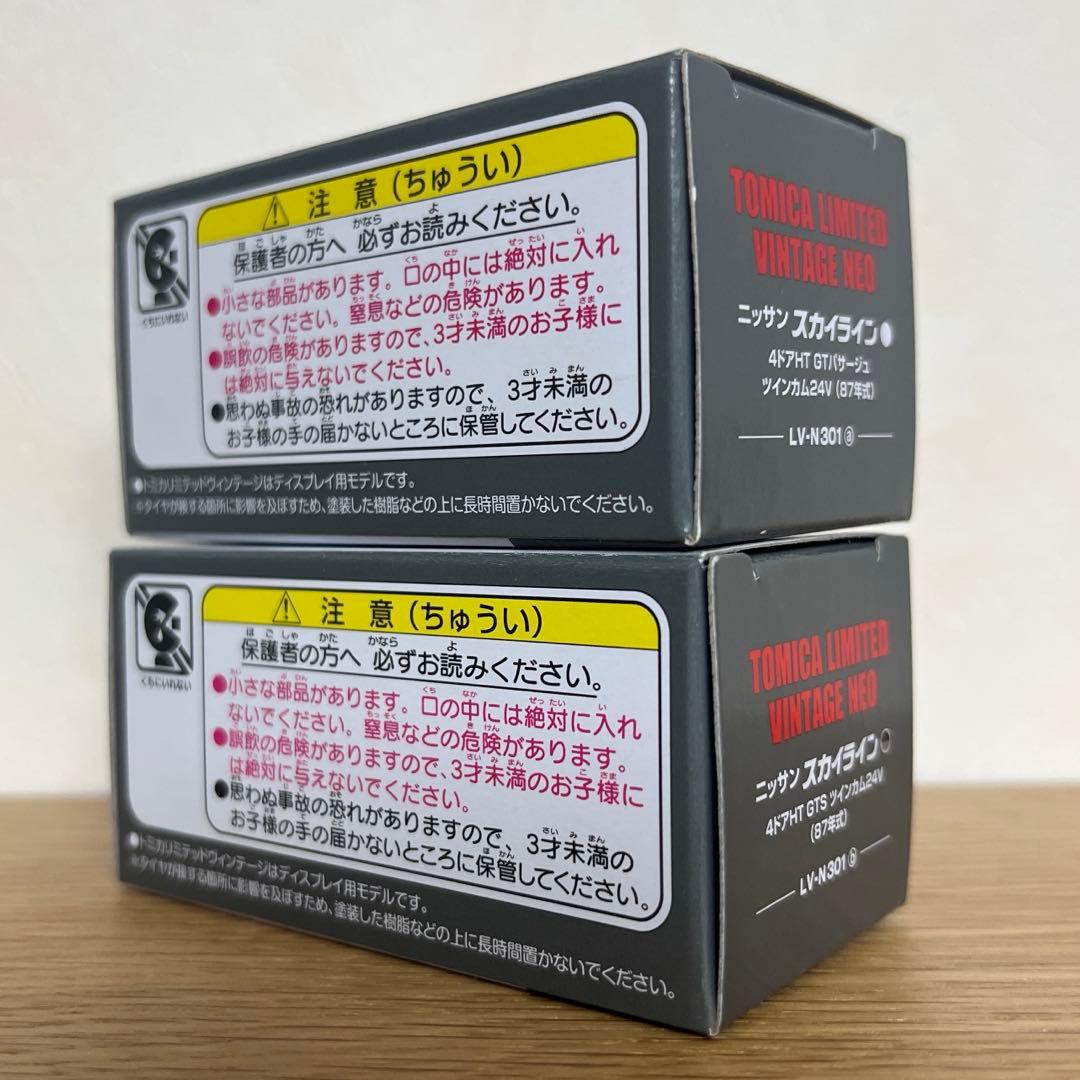 くちにいれない
注意(ちゅうい)
保護者の方へ 必ずお読みください。
●小さな部品があります。口の中には絶対に入れ
ないでください。窒息などの危険があります。
●誤飲の危険がありますので、3才未満のお子様に
は絶対に与えないでください。
●思わぬ事故の恐れがありますので、3才未満の
お子様の手の届かないところに保管してください。
●トミカリミテッドヴィンテージはディスプレイ用モデルです。
※タイヤが接する箇所に影響を及ぼすため、塗装した樹脂などの上に長時間置かないでください。
TOMICA LIMITED
VINTAGE NEO
ニッサン スカイライン
4ドアHT GTパサージュ
ツインカム24V (87年式)
LV-N301 ⓐ
くちにいれない
注意(ちゅうい)
保護者の方へ 必ずお読みください。
●小さな部品があります。口の中には絶対に入れ
ないでください。窒息などの危険があります。
●誤飲の危険がありますので、3才未満のお子様に
は絶対に与えないでください。
●思わぬ事故の恐れがありますので、3才未満の
お子様の手の届かないところに保管してください。
●トミカリミテッドヴィンテージはディスプレイ用モデルです。
※タイヤが接する箇所に影響を及ぼすため、塗装した樹脂などの上に長時間置かないでください。
TOMICA LIMITED
VINTAGE NEO
ニッサン スカイライン
4ドアHT GTS ツインカム24V
(87年式)
LV-N301 ⓑ